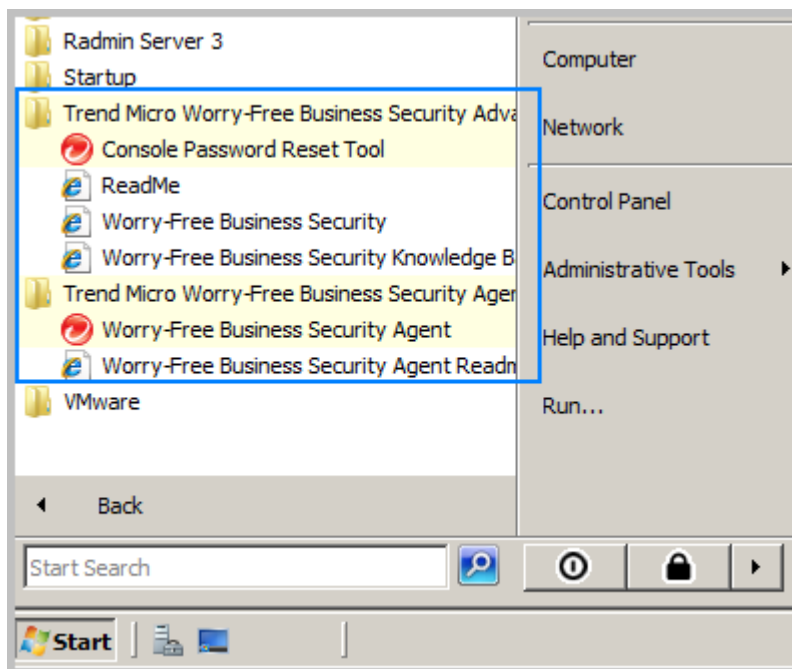 Radmin Server 3
Startup
Trend Micro Worry-Free Business Security Adva
Console Password Reset Tool
ReadMe
Worry-Free Business Security
Worry-Free Business Security Knowledge B
Trend Micro Worry-Free Business Security Agen
Worry-Free Business Security Agent
Worry-Free Business Security Agent Readm
VMware
Back
Start Search
Computer
Network
Control Panel
Administrative Tools
Help and Support
Run...
Start